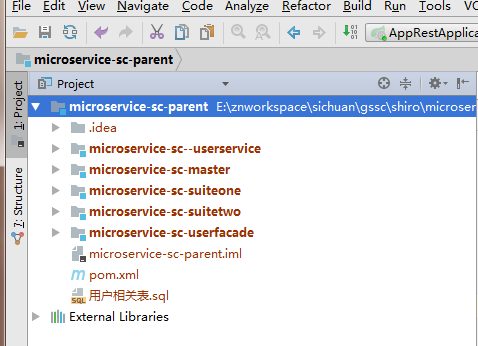 File Edit View Navigate Code Analyze Refactor Build Run Tools
AppRestApplica
microservice-sc-parent
1: Project
7: Structure
Project
microservice-sc-parent E:\znworkspace\sichuan\gssc\shiro\microser
.idea
microservice-sc--userservice
microservice-sc-master
microservice-sc-suiteone
microservice-sc-suitetwo
microservice-sc-userfacade
microservice-sc-parent.iml
pom.xml
用户相关表.sql
External Libraries